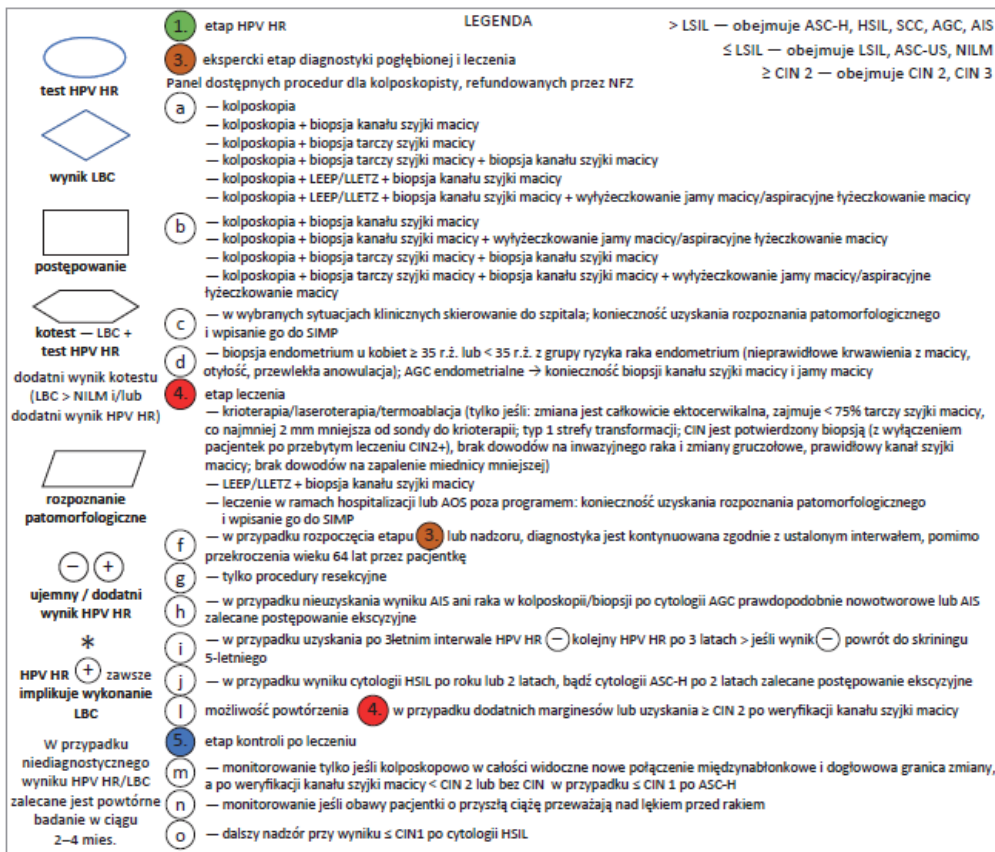 LEGENDA
test HPV HR
wynik LBC
postępowanie
kotest — LBC +
test HPV HR
dodatni wynik kotestu
(LBC > NILM i/lub
dodatni wynik HPV HR)
rozpoznanie
patomorfologiczne
− +
ujemny / dodatni
wynik HPV HR
*
HPV HR + zawsze
implikuje wykonanie
LBC
W przypadku
niediagnostycznego
wyniku HPV HR/LBC
zalecane jest powtórne
badanie w ciągu
2–4 mies.
1. etap HPV HR
3. ekspercki etap diagnostyki pogłębionej i leczenia
> LSIL — obejmuje ASC-H, HSIL, SCC, AGC, AIS
≤ LSIL — obejmuje LSIL, ASC-US, NILM
≥ CIN 2 — obejmuje CIN 2, CIN 3
Panel dostępnych procedur dla kolposkopisty, refundowanych przez NFZ
a — kolposkopia
— kolposkopia + biopsja kanału szyjki macicy
— kolposkopia + biopsja tarczy szyjki macicy
— kolposkopia + biopsja tarczy szyjki macicy + biopsja kanału szyjki macicy
— kolposkopia + LEEP/LLETZ + biopsja kanału szyjki macicy
— kolposkopia + LEEP/LLETZ + biopsja kanału szyjki macicy + wyłyżeczkowanie jamy macicy/aspiracyjne łyżeczkowanie macicy
b — kolposkopia + biopsja kanału szyjki macicy
— kolposkopia + biopsja kanału szyjki macicy + wyłyżeczkowanie jamy macicy/aspiracyjne łyżeczkowanie macicy
— kolposkopia + biopsja tarczy szyjki macicy + biopsja kanału szyjki macicy
— kolposkopia + biopsja tarczy szyjki macicy + biopsja kanału szyjki macicy + wyłyżeczkowanie jamy macicy/aspiracyjne
łyżeczkowanie macicy
c — w wybranych sytuacjach klinicznych skierowanie do szpitala; konieczność uzyskania rozpoznania patomorfologicznego
i wpisanie go do SIMP
d — biopsja endometrium u kobiet ≥ 35 r.ż. lub < 35 r.ż. z grupy ryzyka raka endometrium (nieprawidłowe krwawienia z macicy,
otyłość, przewlekła anowulacja); AGC endometrialne → konieczność biopsji kanału szyjki macicy i jamy macicy
4. etap leczenia
— krioterapia/laseroterapia/termoablacja (tylko jeśli: zmiana jest całkowicie ektocerwikalna, zajmuje < 75% tarczy szyjki macicy,
co najmniej 2 mm mniejsza od sondy do krioterapii; typ 1 strefy transformacji; CIN jest potwierdzony biopsją (z wyłączeniem
pacjentek po przebytym leczeniu CIN2+), brak dowodów na inwazyjnego raka i zmiany gruczołowe, prawidłowy kanał szyjki
macicy; brak dowodów na zapalenie miednicy mniejszej)
— LEEP/LLETZ + biopsja kanału szyjki macicy
— leczenie w ramach hospitalizacji lub AOS poza programem: konieczność uzyskania rozpoznania patomorfologicznego
i wpisanie go do SIMP
f — w przypadku rozpoczęcia etapu 3. lub nadzoru, diagnostyka jest kontynuowana zgodnie z ustalonym interwałem, pomimo
przekroczenia wieku 64 lat przez pacjentkę
g — tylko procedury resekcyjne
h — w przypadku nieuzyskania wyniku AIS ani raka w kolposkopii/biopsji po cytologii AGC prawdopodobnie nowotworowe lub AIS
zalecane postępowanie ekscyzyjne
i — w przypadku uzyskania po 3letnim interwale HPV HR − kolejny HPV HR po 3 latach > jeśli wynik − powrót do skriningu
5-letniego
j — w przypadku wyniku cytologii HSIL po roku lub 2 latach, bądź cytologii ASC-H po 2 latach zalecane postępowanie ekscyzyjne
l możliwość powtórzenia 4. w przypadku dodatnich marginesów lub uzyskania ≥ CIN 2 po weryfikacji kanału szyjki macicy
5. etap kontroli po leczeniu
m — monitorowanie tylko jeśli kolposkopowo w całości widoczne nowe połączenie międzynabłonkowe i dogłowowa granica zmiany,
a po weryfikacji kanału szyjki macicy < CIN 2 lub bez CIN w przypadku ≤ CIN 1 po ASC-H
n — monitorowanie jeśli obawy pacjentki o przyszłą ciążę przeważają nad lękiem przed rakiem
o — dalszy nadzór przy wyniku ≤ CIN1 po cytologii HSIL